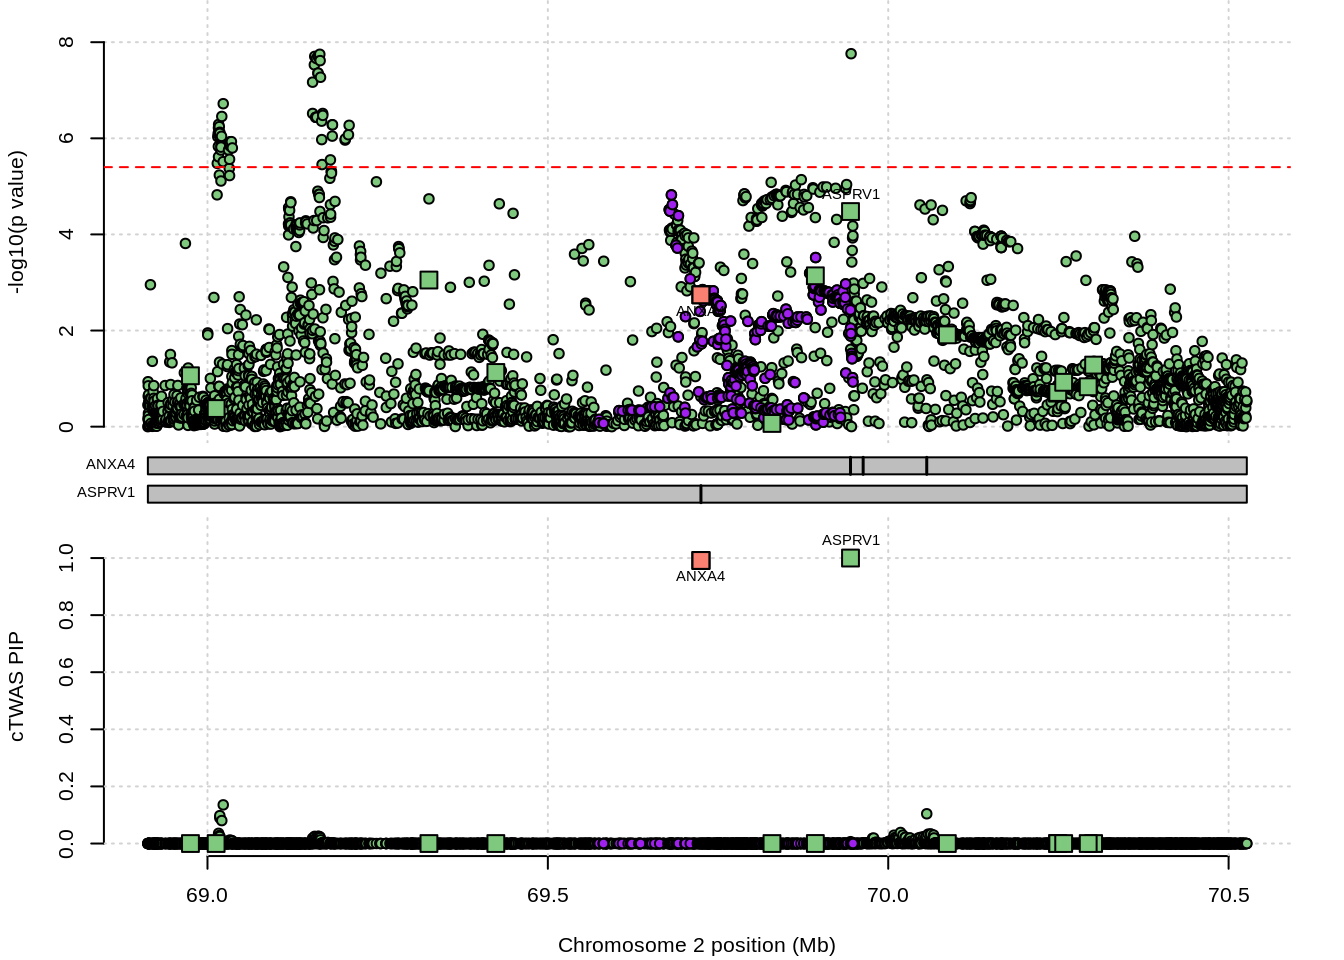 8
6
4
2
0
-log10(p value)
ASPRV1
ANXA4
ANXA4
ASPRV1
1.0
0.8
0.6
0.4
0.2
0.0
cTWAS PIP
ASPRV1
ANXA4
69.0 69.5 70.0 70.5
Chromosome 2 position (Mb)